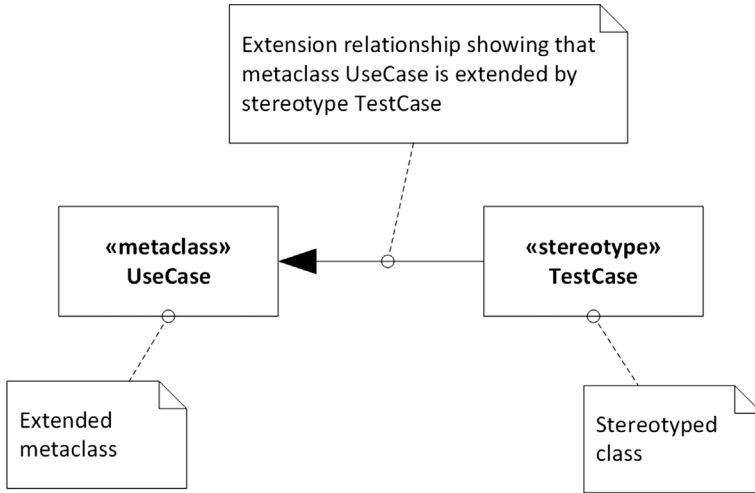 Extension relationship showing that
metaclass UseCase is extended by
stereotype TestCase
«metaclass»
UseCase
«stereotype»
TestCase
Extended
metaclass
Stereotyped
class